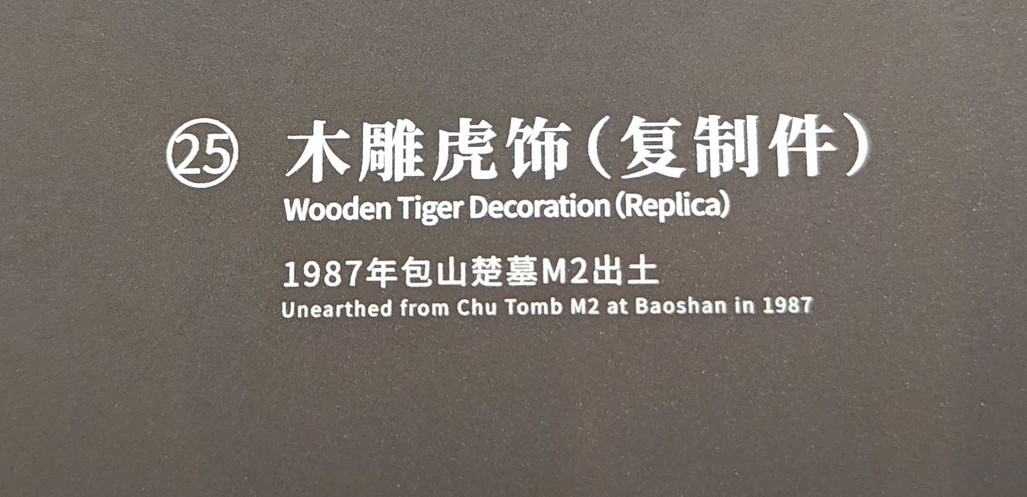 ㉕ 木雕虎饰（复制件）
Wooden Tiger Decoration (Replica)
1987年包山楚墓M2出土
Unearthed from Chu Tomb M2 at Baoshan in 1987